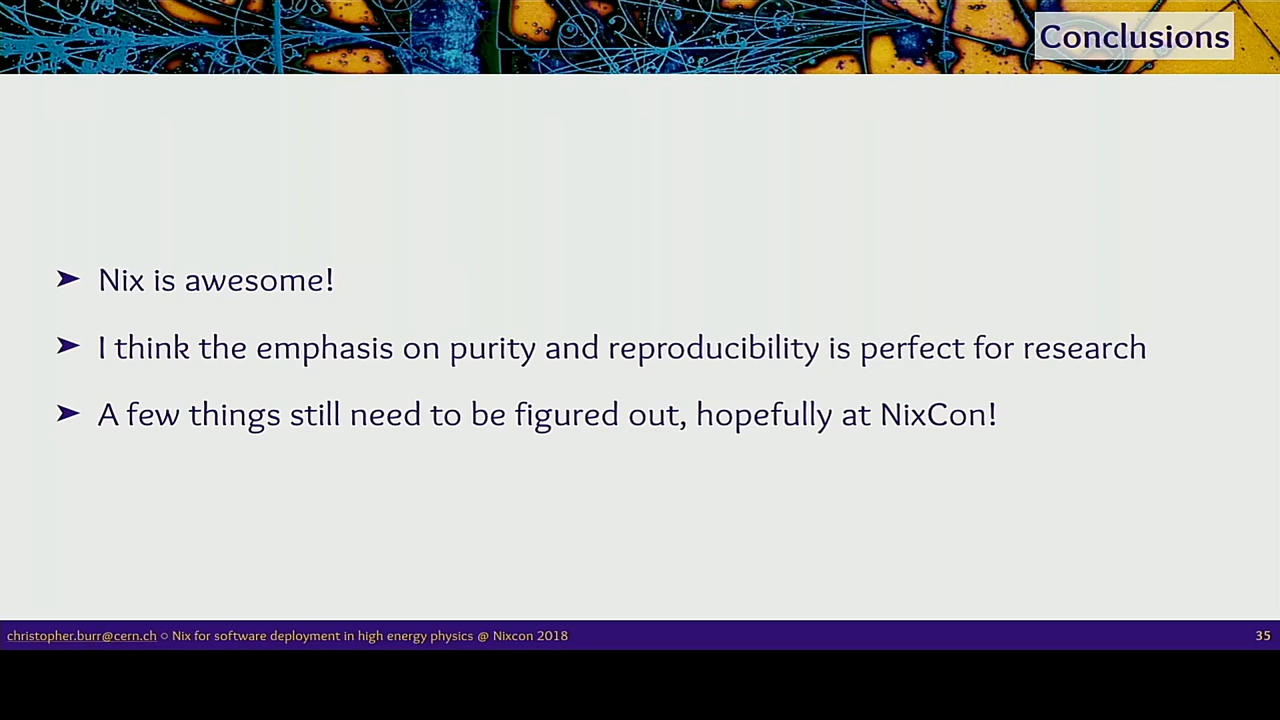 Conclusions
➤ Nix is awesome!
➤ I think the emphasis on purity and reproducibility is perfect for research
➤ A few things still need to be figured out, hopefully at NixCon!
christopher.burr@cern.ch ○ Nix for software deployment in high energy physics @ Nixcon 2018
35